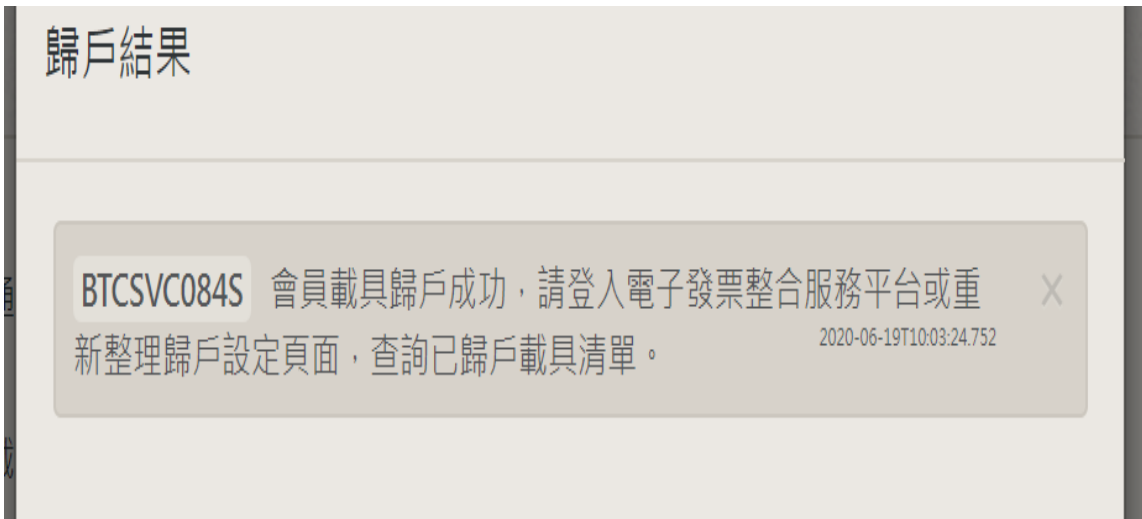 歸戶結果
BTCSVC084S 會員載具歸戶成功，請登入電子發票整合服務平台或重
新整理歸戶設定頁面，查詢已歸戶載具清單。
2020-06-19T10:03:24.752